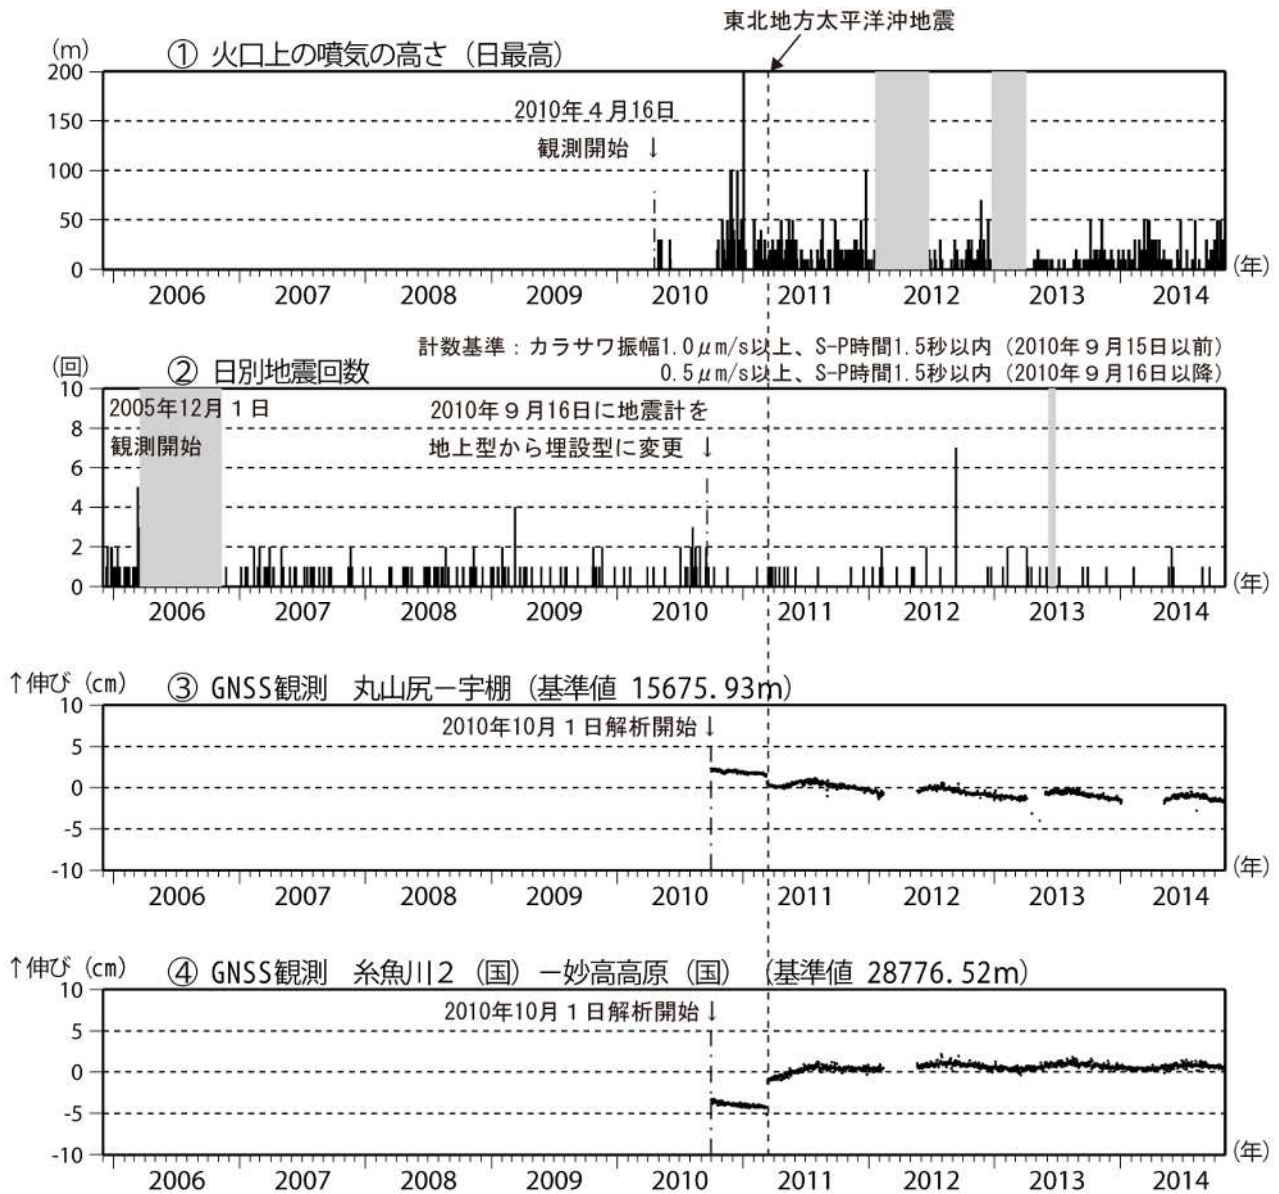 東北地方太平洋沖地震
(m) ① 火口上の噴気の高さ（日最高）
200
150
100
50
0
2010年４月16日
観測開始 ↓
2006 2007 2008 2009 2010 2011 2012 2013 2014 (年)
計数基準：カラサワ振幅1.0μm/s以上、S-P時間1.5秒以内（2010年９月15日以前）
0.5μm/s以上、S-P時間1.5秒以内（2010年９月16日以降）
(回) ② 日別地震回数
10
8
6
4
2
0
2005年12月１日
観測開始
2010年９月16日に地震計を
地上型から埋設型に変更 ↓
2006 2007 2008 2009 2010 2011 2012 2013 2014 (年)
↑伸び (cm) ③ GNSS観測　丸山尻－宇棚（基準値 15675.93m）
10
5
0
-5
-10
2010年10月１日解析開始↓
2006 2007 2008 2009 2010 2011 2012 2013 2014 (年)
↑伸び (cm) ④ GNSS観測　糸魚川２（国）－妙高高原（国）（基準値 28776.52m）
10
5
0
-5
-10
2010年10月１日解析開始↓
2006 2007 2008 2009 2010 2011 2012 2013 2014 (年)